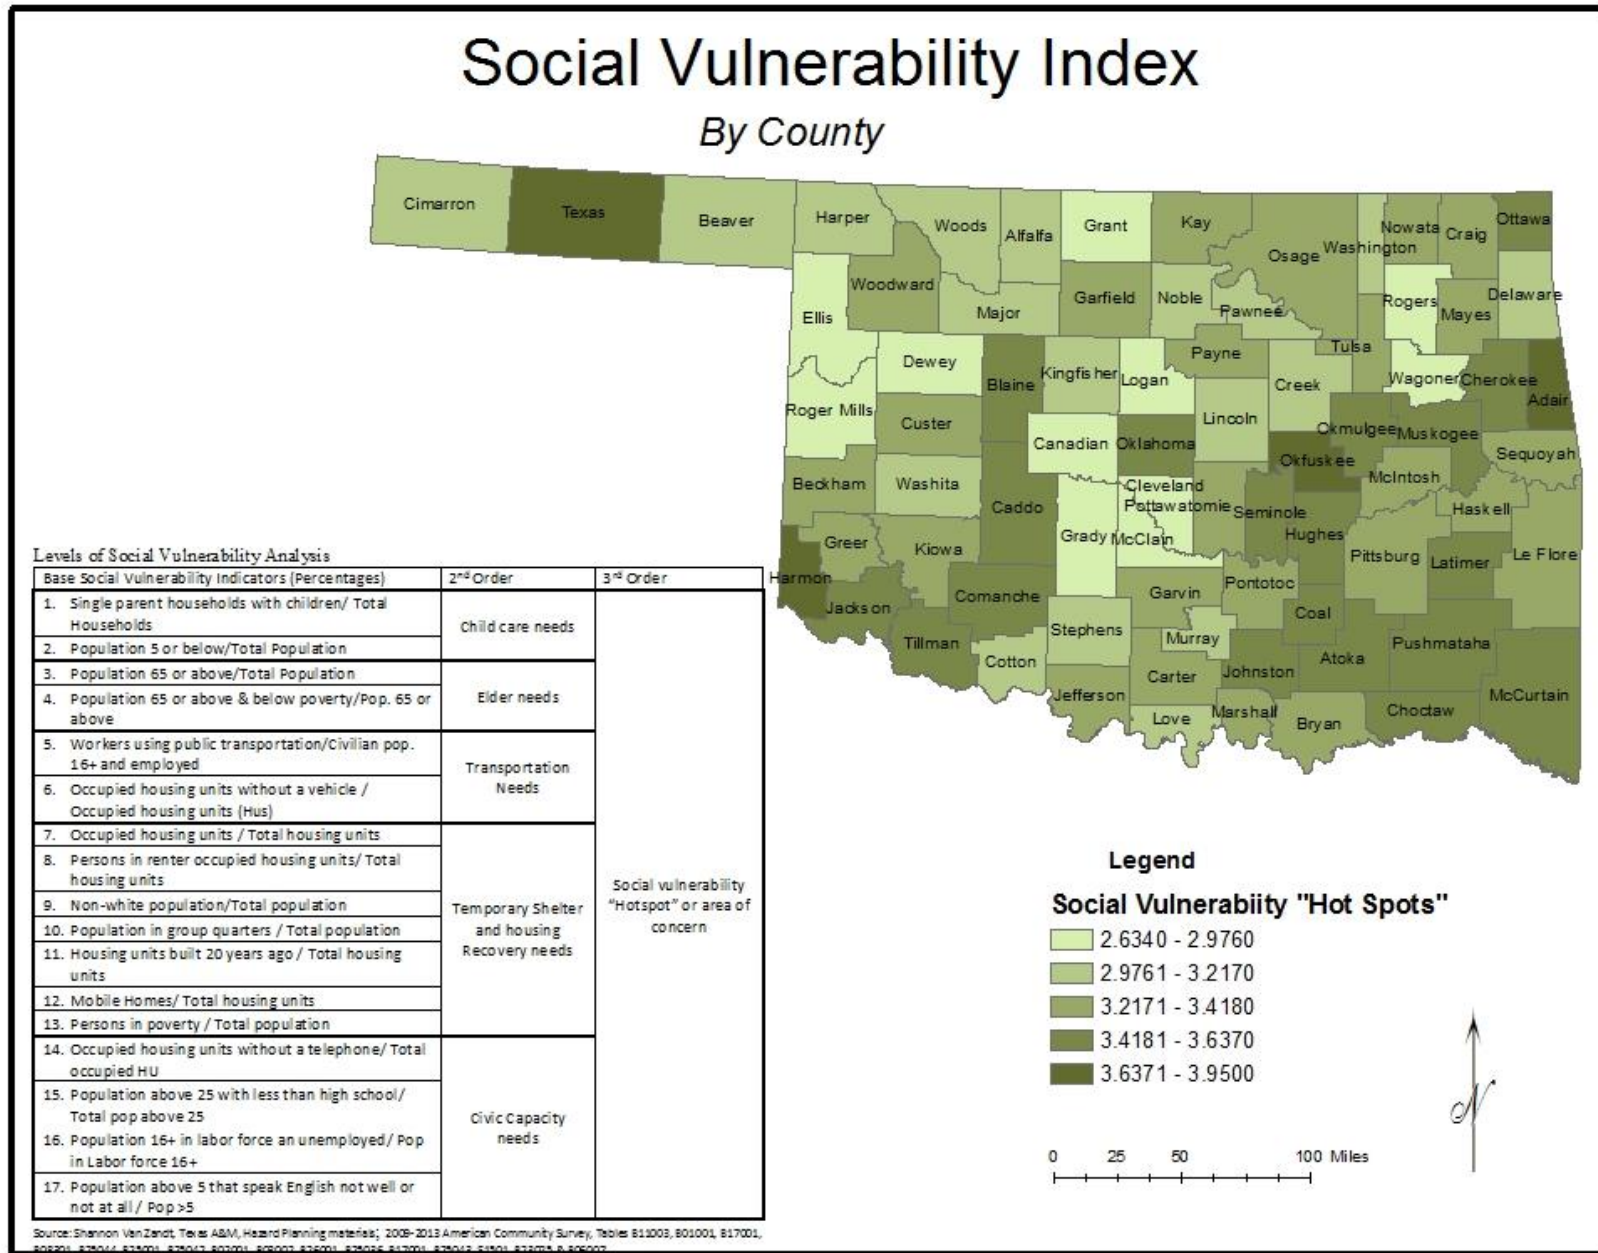 Social Vulnerability Index
By County
Cimarron
Texas
Beaver
Harper
Woods
Alfalfa
Grant
Kay
Osage
Washington
Nowata
Craig
Ottawa
Woodward
Ellis
Major
Garfield
Noble
Pawnee
Rogers
Mayes
Delaware
Dewey
Blaine
Kingfisher
Logan
Payne
Creek
Tulsa
Wagoner
Cherokee
Adair
Roger Mills
Custer
Canadian
Oklahoma
Lincoln
Okmulgee
Muskogee
Sequoyah
Okfuskee
McIntosh
Beckham
Washita
Caddo
Grady
Cleveland
Pottawatomie
McClain
Seminole
Hughes
Haskell
Pittsburg
Latimer
Le Flore
Greer
Kiowa
Harmon
Jackson
Comanche
Tillman
Cotton
Stephens
Garvin
Pontotoc
Murray
Coal
Johnston
Atoka
Pushmataha
McCurtain
Jefferson
Carter
Love
Marshall
Bryan
Choctaw
Levels of Social Vulnerability Analysis
Base Social Vulnerability Indicators (Percentages)
2nd Order
3rd Order
1. Single parent households with children/ Total
Households
2. Population 5 or below/Total Population
Child care needs
3. Population 65 or above/Total Population
4. Population 65 or above & below poverty/Pop. 65 or
above
Elder needs
5. Workers using public transportation/Civilian pop.
16+ and employed
6. Occupied housing units without a vehicle /
Occupied housing units (Hus)
Transportation
Needs
7. Occupied housing units / Total housing units
8. Persons in renter occupied housing units/ Total
housing units
9. Non-white population/Total population
10. Population in group quarters / Total population
11. Housing units built 20 years ago / Total housing
units
12. Mobile Homes/ Total housing units
13. Persons in poverty / Total population
Temporary Shelter
and housing
Recovery needs
14. Occupied housing units without a telephone/ Total
occupied HU
15. Population above 25 with less than high school/
Total pop above 25
16. Population 16+ in labor force an unemployed/ Pop
in Labor force 16+
17. Population above 5 that speak English not well or
not at all / Pop >5
Civic Capacity
needs
Social vulnerability
"Hotspot" or area of
concern
Source: Shannon Van Zandt, Texas A&M, Hazard Planning materials; 2009-2013 American Community Survey, Tables B11003, B01001, B17001,
Legend
Social Vulnerabiity "Hot Spots"
2.6340 - 2.9760
2.9761 - 3.2170
3.2171 - 3.4180
3.4181 - 3.6370
3.6371 - 3.9500
0 25 50 100 Miles
N